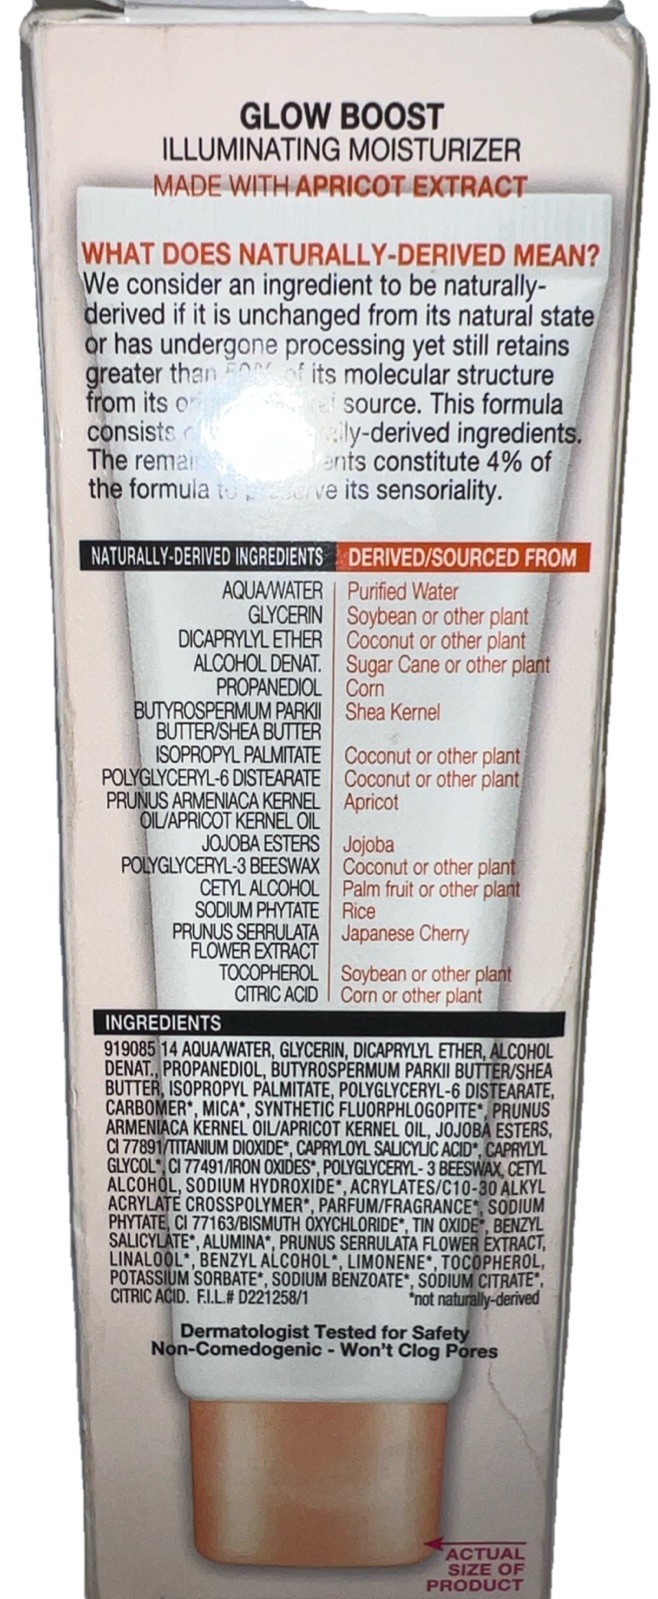 GLOW BOOST
ILLUMINATING MOISTURIZER
MADE WITH APRICOT EXTRACT
WHAT DOES NATURALLY-DERIVED MEAN?
We consider an ingredient to be naturally-
derived if it is unchanged from its natural state
or has undergone processing yet still retains
greater than 50% of its molecular structure
from its source. This formula
consists ingredients.
The constitute 4% of
the formula its sensoriality.
NATURALLY-DERIVED INGREDIENTS DERIVED/SOURCED FROM
AQUA/WATER Purified Water
GLYCERIN Soybean or other plant
DICAPRYLYL ETHER Coconut or other plant
ALCOHOL DENAT. Sugar Cane or other plant
PROPANEDIOL Corn
BUTYROSPERMUM PARKII Shea Kernel
BUTTER/SHEA BUTTER
ISOPROPYL PALMITATE Coconut or other plant
POLYGLYCERYL-6 DISTEARATE Coconut or other plant
PRUNUS ARMENIACA KERNEL Apricot
OIL/APRICOT KERNEL OIL
JOJOBA ESTERS Jojoba
POLYGLYCERYL-3 BEESWAX Coconut or other plant
CETYL ALCOHOL Palm fruit or other plant
SODIUM PHYTATE Rice
PRUNUS SERRULATA Japanese Cherry
FLOWER EXTRACT
TOCOPHEROL Soybean or other plant
CITRIC ACID Corn or other plant
INGREDIENTS
919085 14 AQUA/WATER, GLYCERIN, DICAPRYLYL ETHER, ALCOHOL
DENAT., PROPANEDIOL, BUTYROSPERMUM PARKII BUTTER/SHEA
BUTTER, ISOPROPYL PALMITATE, POLYGLYCERYL-6 DISTEARATE,
CARBOMER*, MICA*, SYNTHETIC FLUORPHLOGOPITE*, PRUNUS
ARMENIACA KERNEL OIL/APRICOT KERNEL OIL, JOJOBA ESTERS,
CI 77891/TITANIUM DIOXIDE*, CAPRYLOYL SALICYLIC ACID*, CAPRYLYL
GLYCOL*, CI 77491/IRON OXIDES*, POLYGLYCERYL- 3 BEESWAX, CETYL
ALCOHOL, SODIUM HYDROXIDE*, ACRYLATES/C10-30 ALKYL
ACRYLATE CROSSPOLYMER*, PARFUM/FRAGRANCE*, SODIUM
PHYTATE, CI 77163/BISMUTH OXYCHLORIDE*, TIN OXIDE*, BENZYL
SALICYLATE*, ALUMINA*, PRUNUS SERRULATA FLOWER EXTRACT,
LINALOOL*, BENZYL ALCOHOL*, LIMONENE*, TOCOPHEROL,
POTASSIUM SORBATE*, SODIUM BENZOATE*, SODIUM CITRATE*,
CITRIC ACID. F.I.L.# D221258/1 *not naturally-derived
Dermatologist Tested for Safety
Non-Comedogenic - Won't Clog Pores
ACTUAL
SIZE OF
PRODUCT